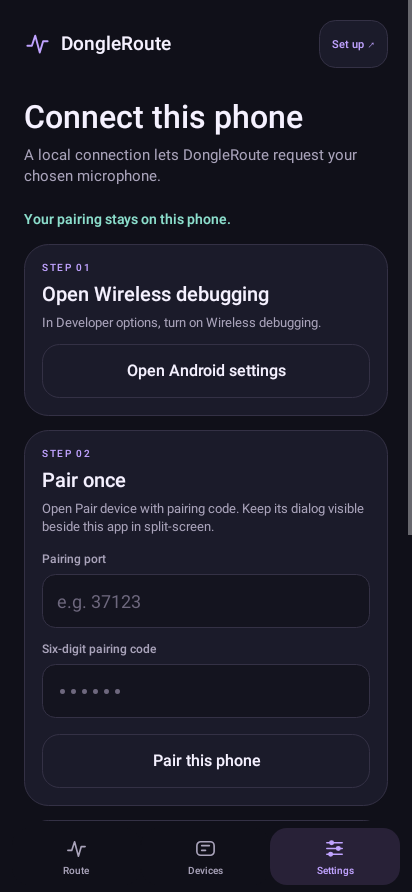 DongleRoute
Set up ↗
Connect this phone
A local connection lets DongleRoute request your
chosen microphone.
Your pairing stays on this phone.
STEP 01
Open Wireless debugging
In Developer options, turn on Wireless debugging.
Open Android settings
STEP 02
Pair once
Open Pair device with pairing code. Keep its dialog visible
beside this app in split-screen.
Pairing port
e.g. 37123
Six-digit pairing code
••••••
Pair this phone
Route
Devices
Settings